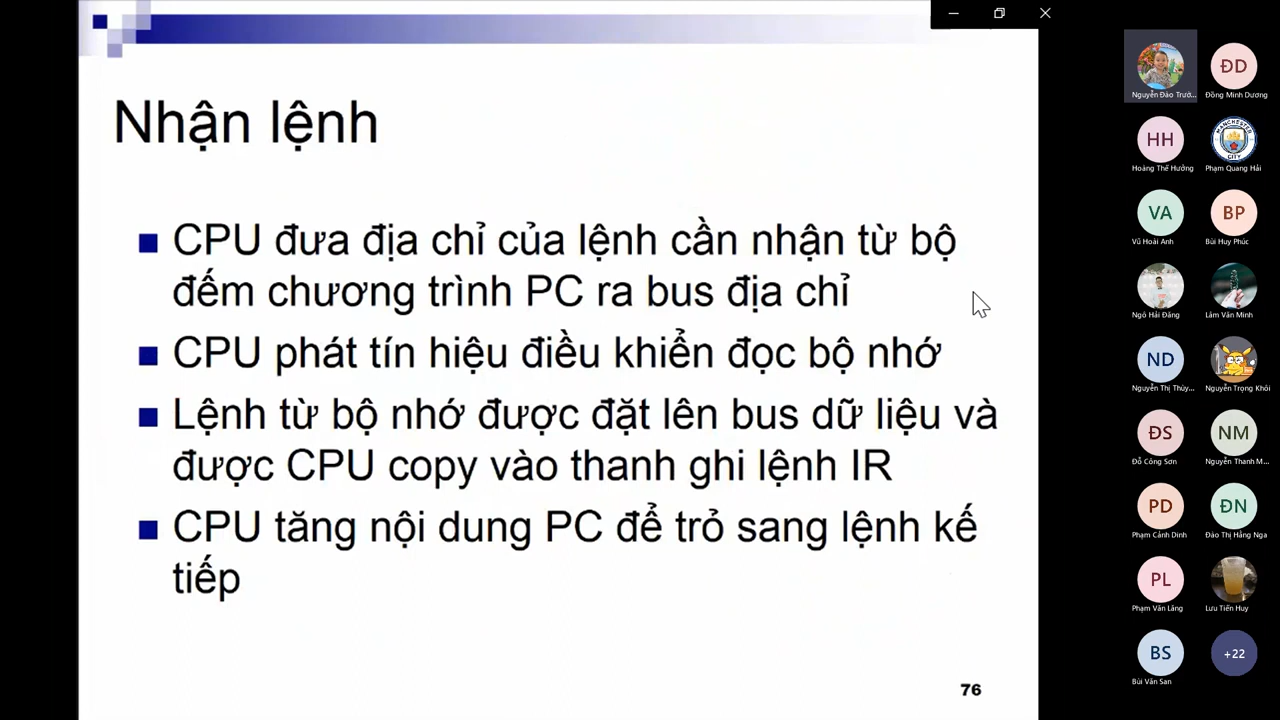 Nhận lệnh
CPU đưa địa chỉ của lệnh cần nhận từ bộ
đếm chương trình PC ra bus địa chỉ
CPU phát tín hiệu điều khiển đọc bộ nhớ
Lệnh từ bộ nhớ được đặt lên bus dữ liệu và
được CPU copy vào thanh ghi lệnh IR
CPU tăng nội dung PC để trỏ sang lệnh kế
tiếp
76
Nguyễn Đào Trườ...
ĐD
Đồng Minh Dương
HH
Hoàng Thế Hưởng
MANCHESTER
CITY
Phạm Quang Hải
VA
Vũ Hoài Anh
BP
Bùi Huy Phúc
Ngô Hải Đăng
Lâm Văn Minh
ND
Nguyễn Thị Thùy...
Nguyễn Trọng Khôi
ĐS
Đỗ Công Sơn
NM
Nguyễn Thanh M...
PD
Phạm Cảnh Dinh
ĐN
Đào Thị Hằng Nga
PL
Phạm Văn Lãng
Lưu Tiến Huy
BS
Bùi Văn San
+22